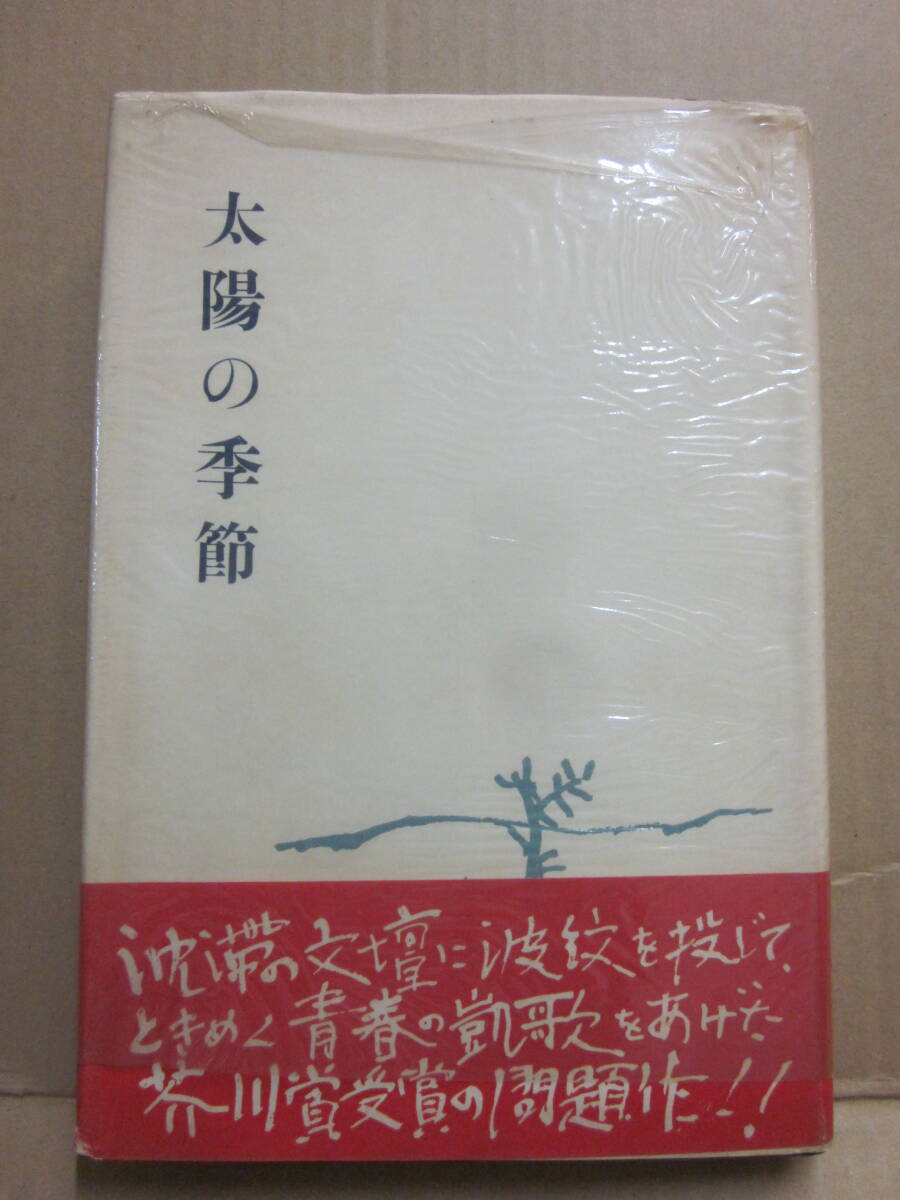 太陽の季節
沈滞の文壇に波紋を投じて、
ときめく青春の凱歌をあげた
芥川賞受賞の問題作!!